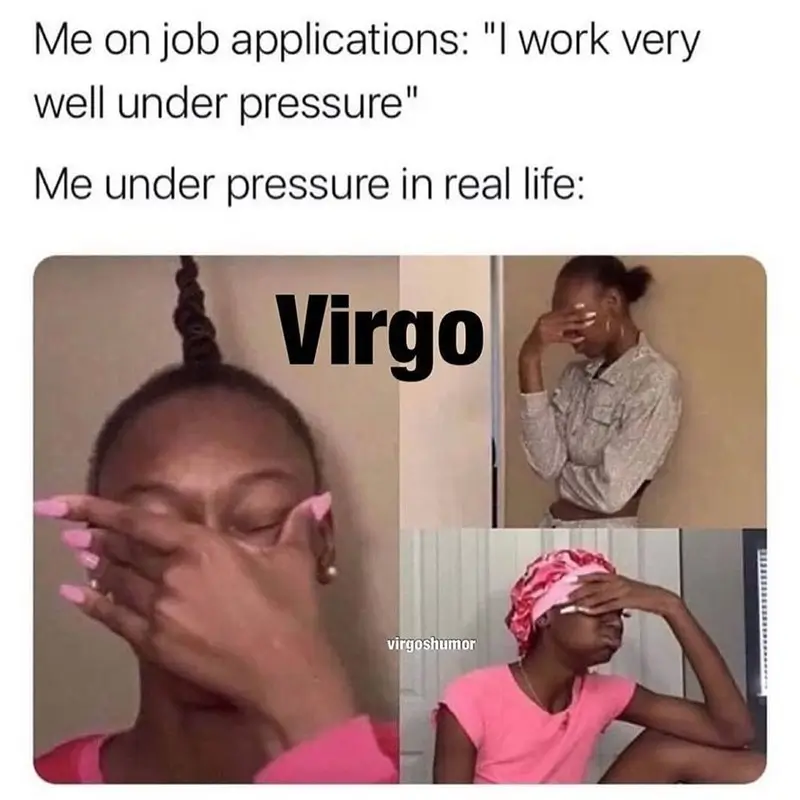 Me on job applications: "I work very
well under pressure"
Me under pressure in real life:
Virgo
virgoshumor